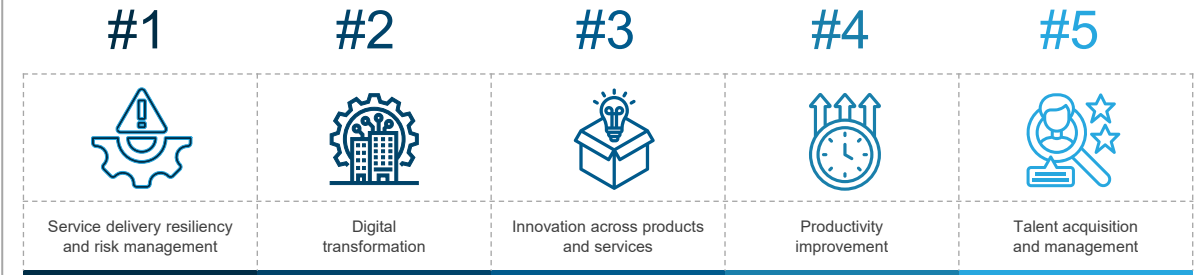 #1
#2
#3
#4
#5
Service delivery resiliency
and risk management
Digital
transformation
Innovation across products
and services
Productivity
improvement
Talent acquisition
and management